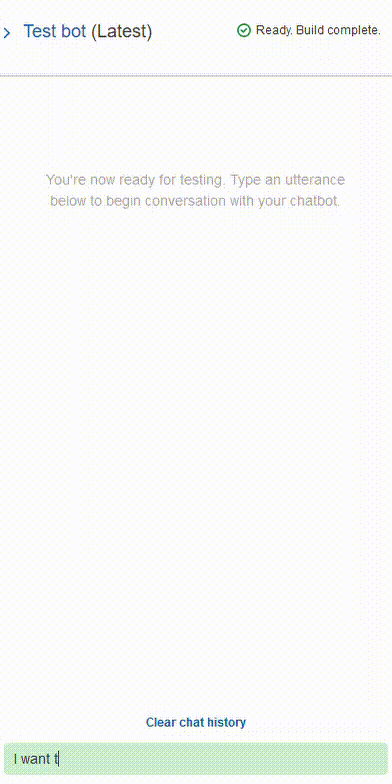 Test bot (Latest)
Ready. Build complete.
You're now ready for testing. Type an utterance
below to begin conversation with your chatbot.
Clear chat history
I want t